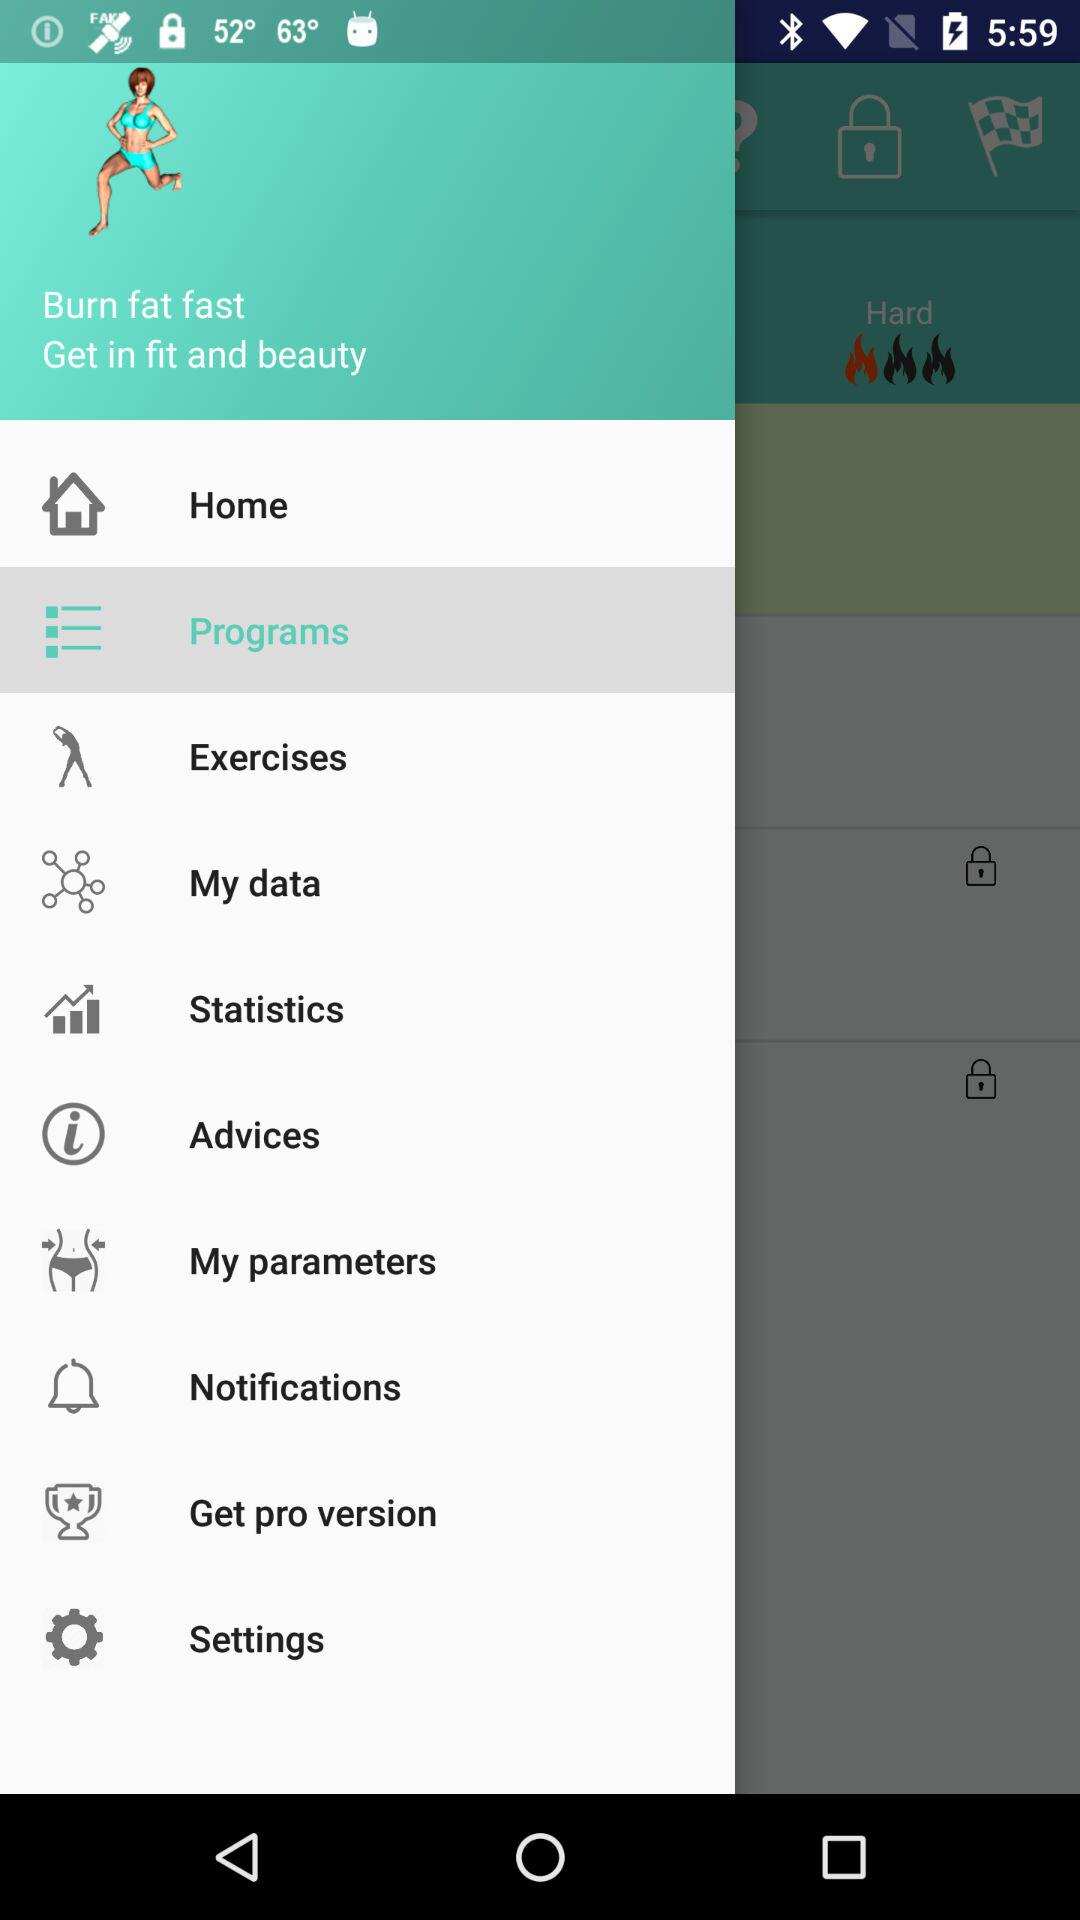 FAKE 52° 63° 5:59
Burn fat fast
Get in fit and beauty
Hard
Home
Programs
Exercises
My data
Statistics
Advices
My parameters
Notifications
Get pro version
Settings